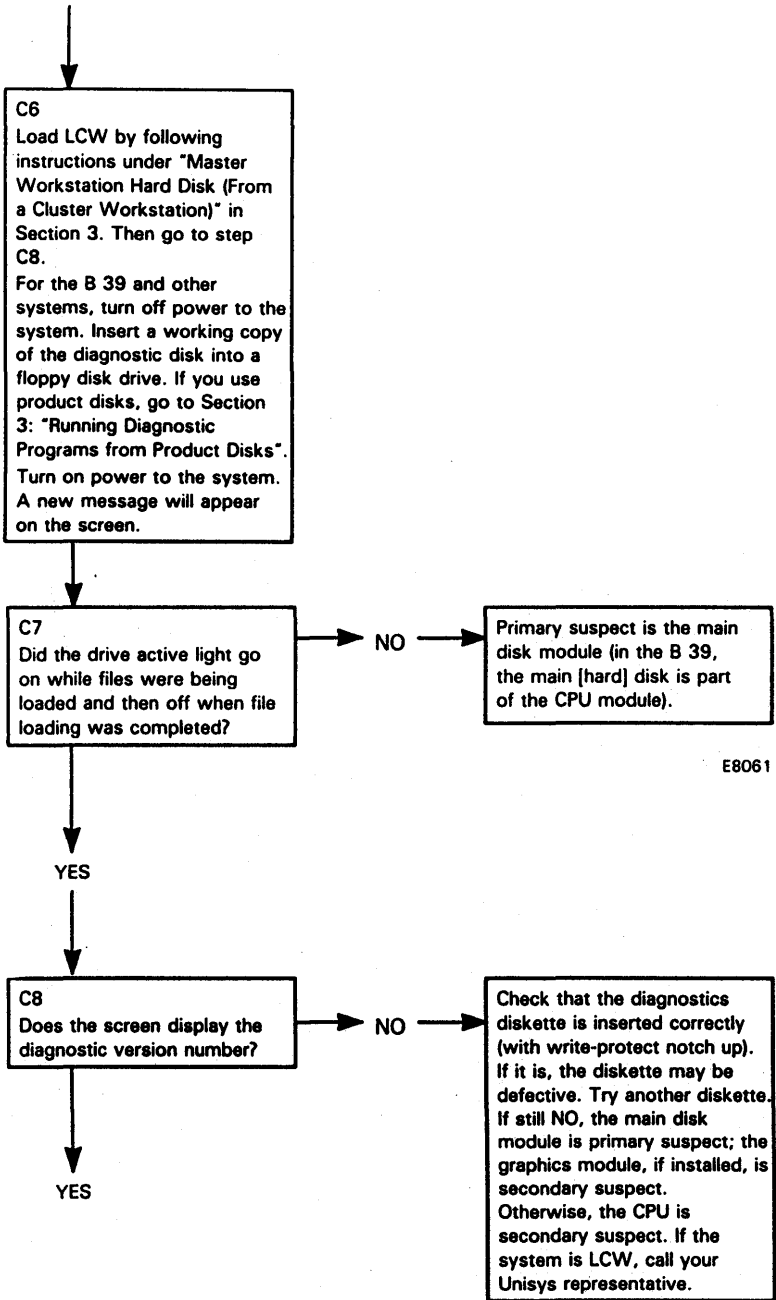 C6
Load LCW by following
instructions under "Master
Workstation Hard Disk (From
a Cluster Workstation)" in
Section 3. Then go to step
C8.
For the B 39 and other
systems, turn off power to the
system. Insert a working copy
of the diagnostic disk into a
floppy disk drive. If you use
product disks, go to Section
3: "Running Diagnostic
Programs from Product Disks".
Turn on power to the system.
A new message will appear
on the screen.
C7
Did the drive active light go
on while files were being
loaded and then off when file
loading was completed?
NO
Primary suspect is the main
disk module (in the B 39,
the main [hard] disk is part
of the CPU module).
E8061
YES
C8
Does the screen display the
diagnostic version number?
NO
Check that the diagnostics
diskette is inserted correctly
(with write-protect notch up).
If it is, the diskette may be
defective. Try another diskette.
If still NO, the main disk
module is primary suspect; the
graphics module, if installed, is
secondary suspect.
Otherwise, the CPU is
secondary suspect. If the
system is LCW, call your
Unisys representative.
YES